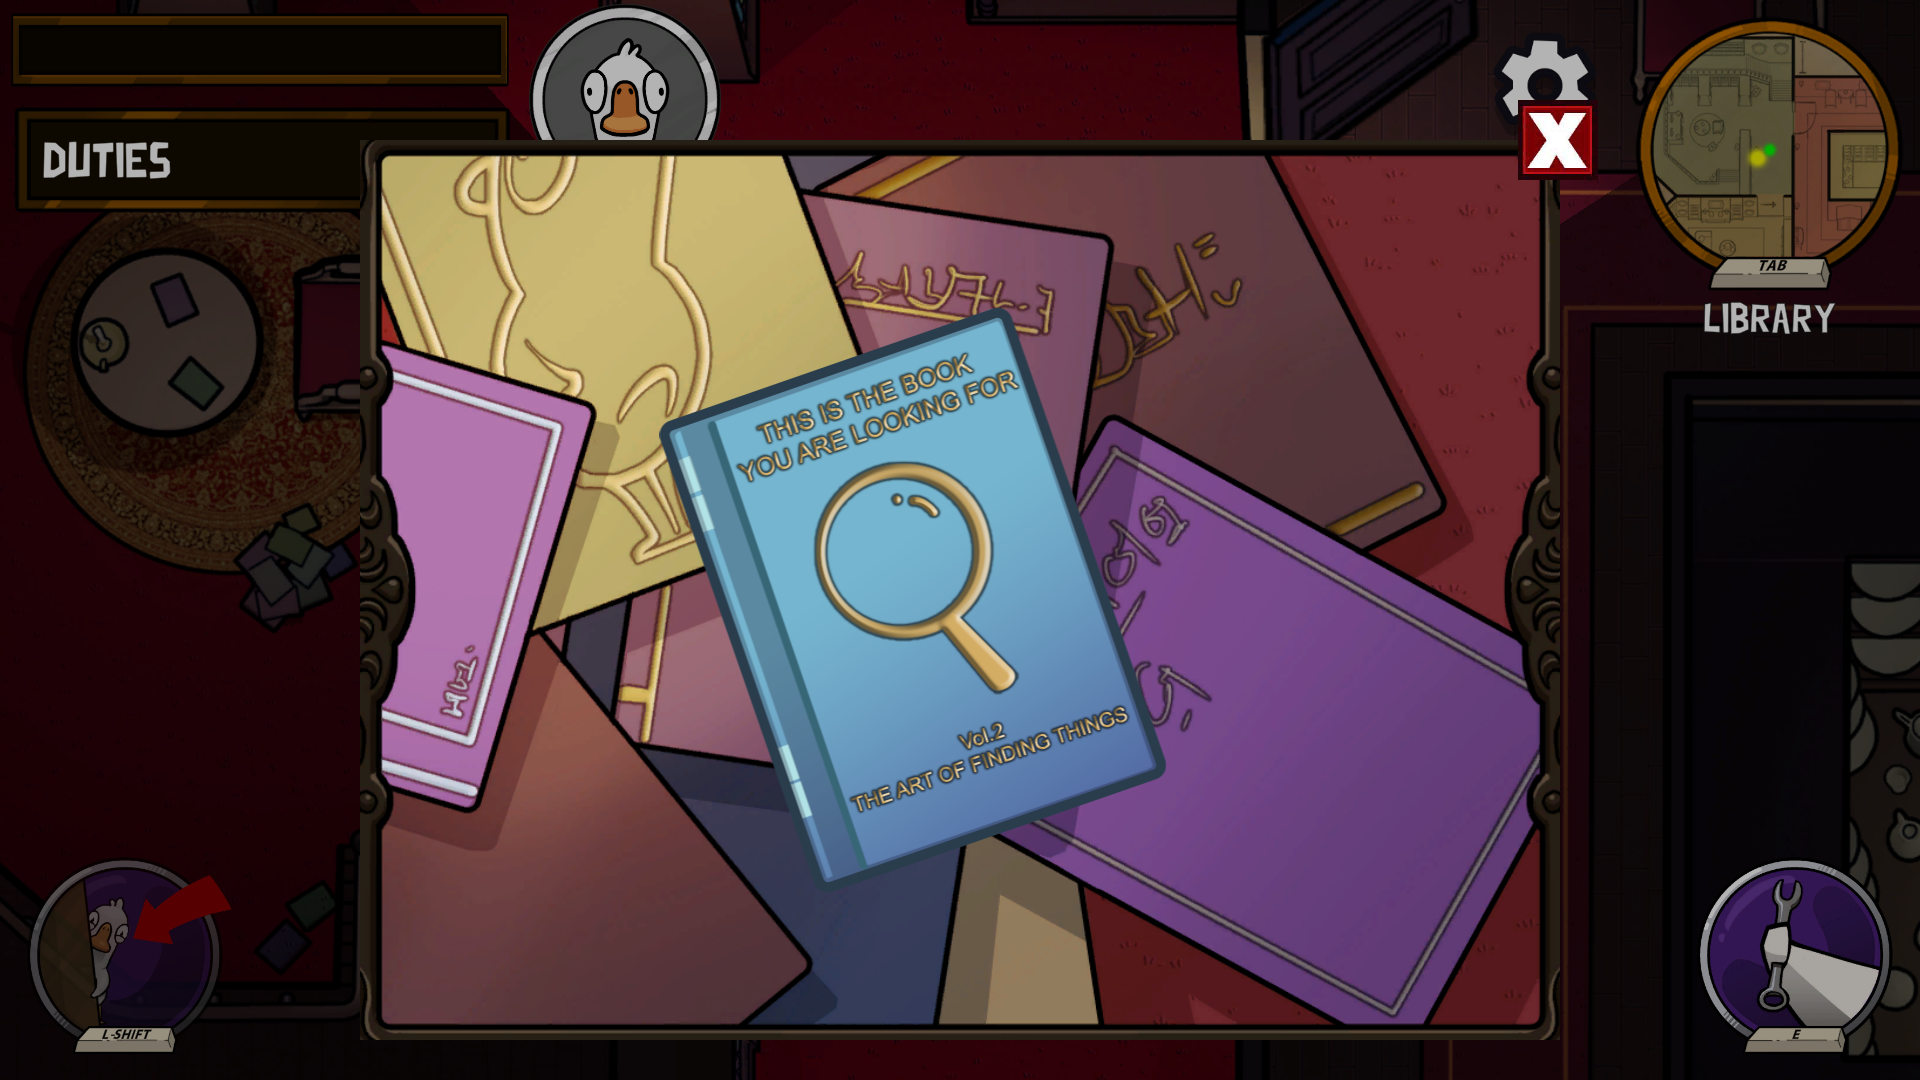 DUTIES
X
TAB
LIBRARY
THIS IS THE BOOK
YOU ARE LOOKING FOR
Vol.2
THE ART OF FINDING THINGS
L-SHIFT
E